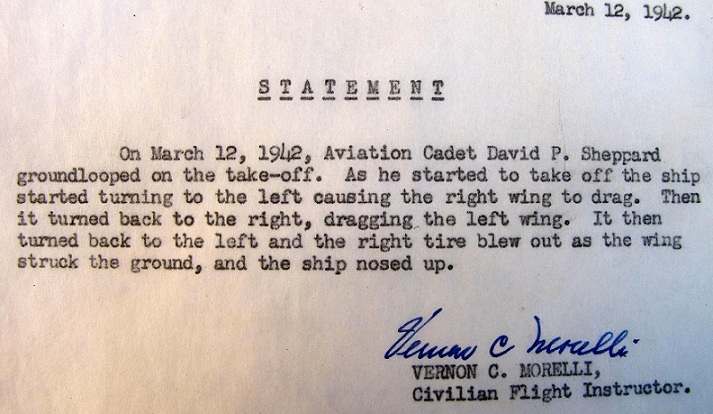 March 12, 1942.
STATEMENT
On March 12, 1942, Aviation Cadet David P. Sheppard
groundlooped on the take-off. As he started to take off the ship
started turning to the left causing the right wing to drag. Then
it turned back to the right, dragging the left wing. It then
turned back to the left and the right tire blew out as the wing
struck the ground, and the ship nosed up.
Vernon C Morelli
VERNON C. MORELLI,
Civilian Flight Instructor.